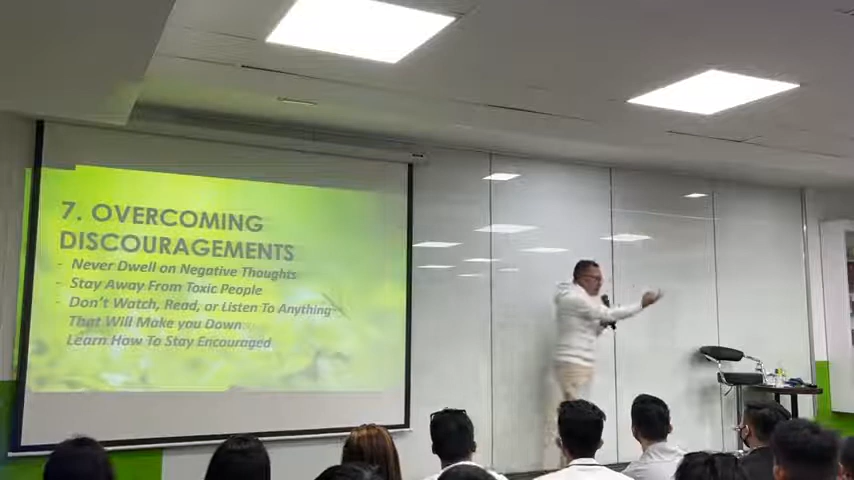 7. OVERCOMING
DISCOURAGEMENTS
- Never Dwell on Negative Thoughts
- Stay Away From Toxic People
- Don't Watch, Read, or Listen To Anything
That Will Make you Down
- Learn How To Stay Encouraged